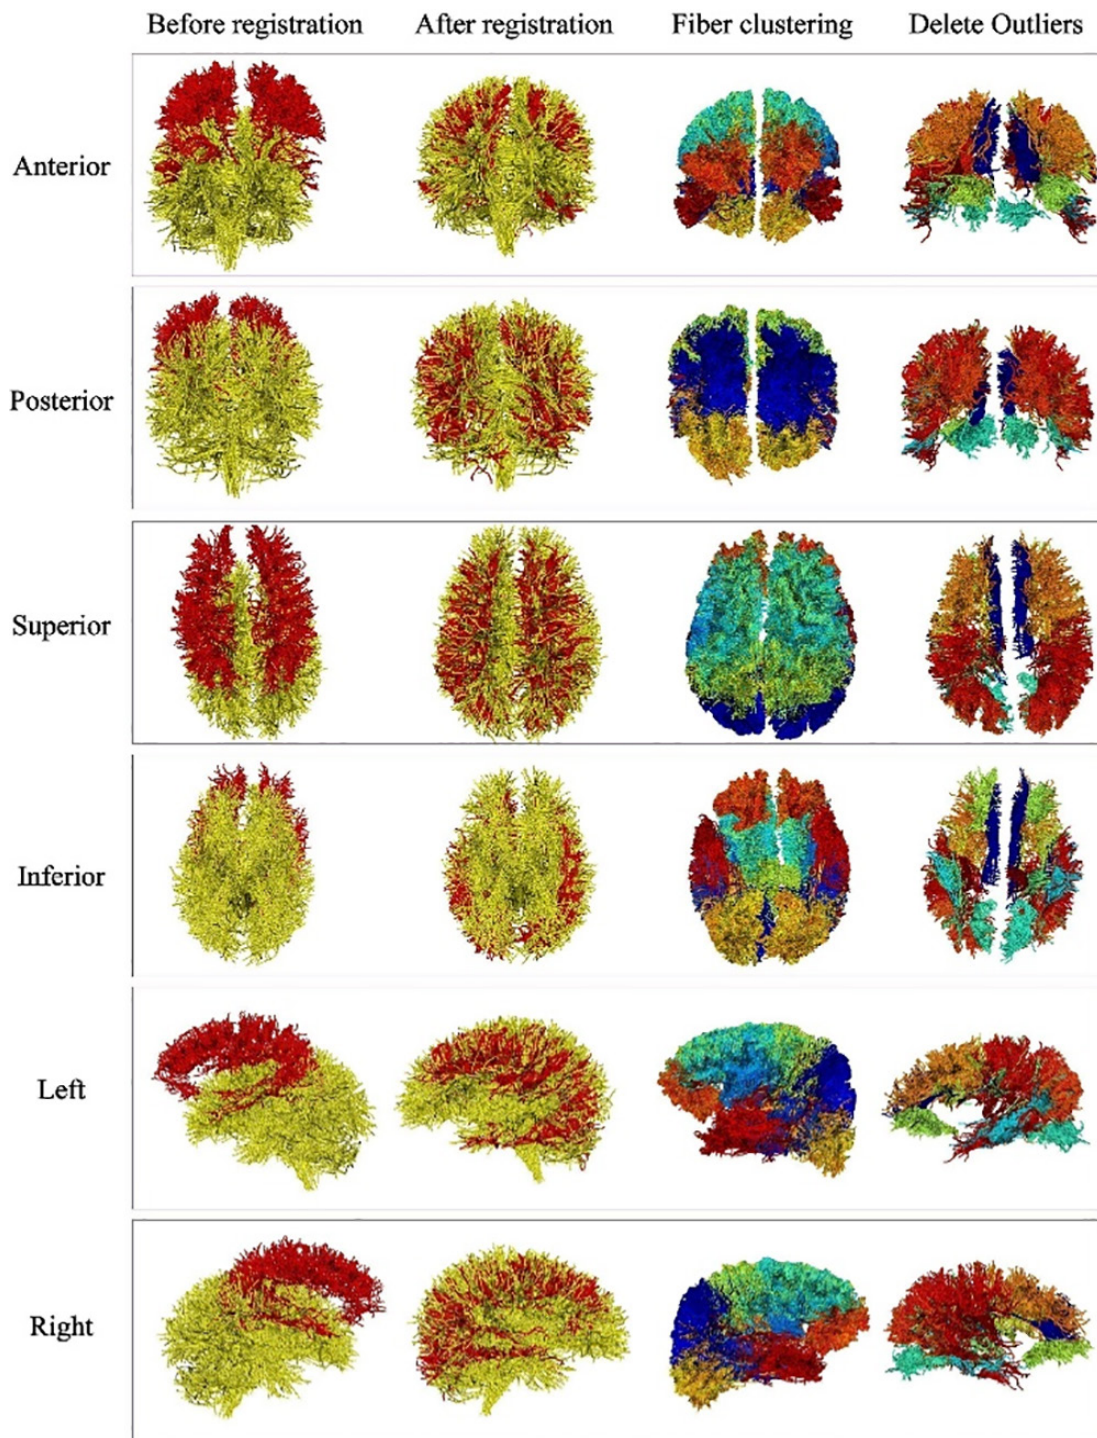 Before registration After registration Fiber clustering Delete Outliers
Anterior
Posterior
Superior
Inferior
Left
Right